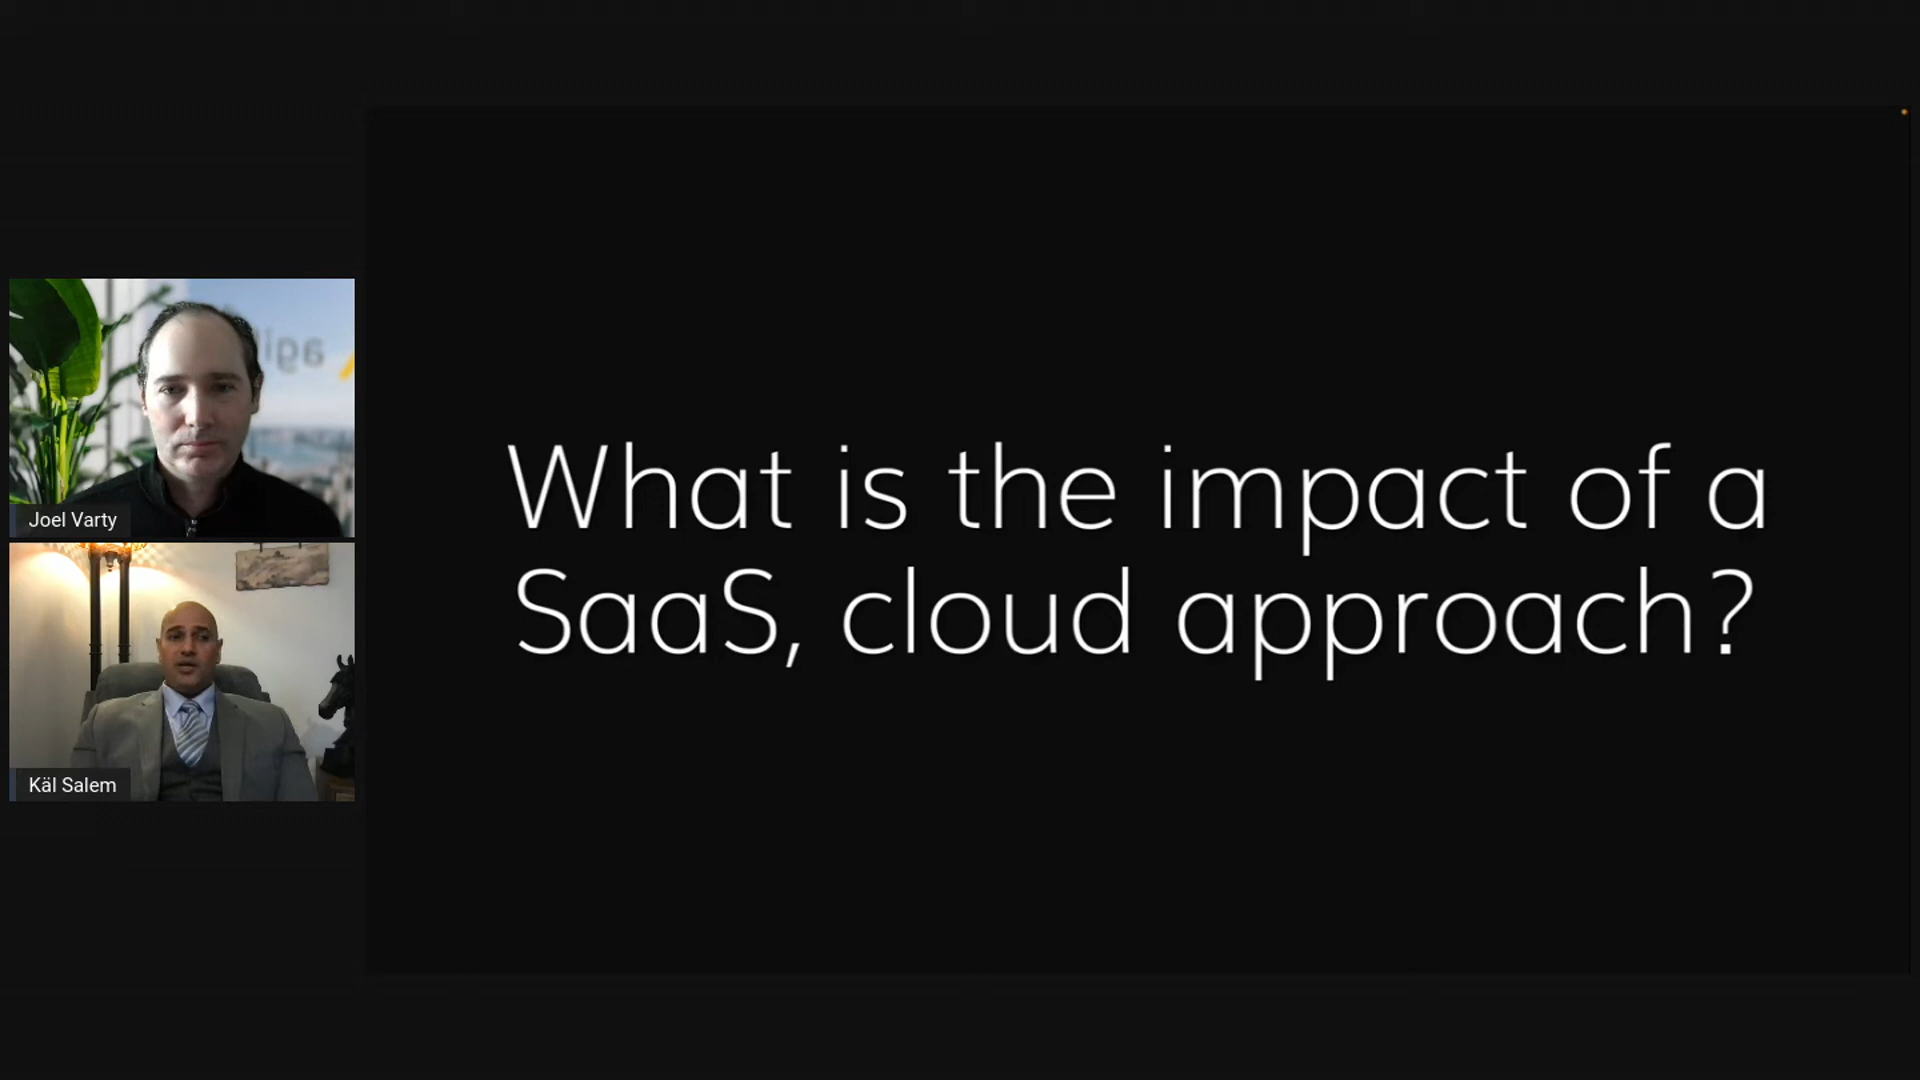 Joel Varty
Käl Salem
What is the impact of a
SaaS, cloud approach?